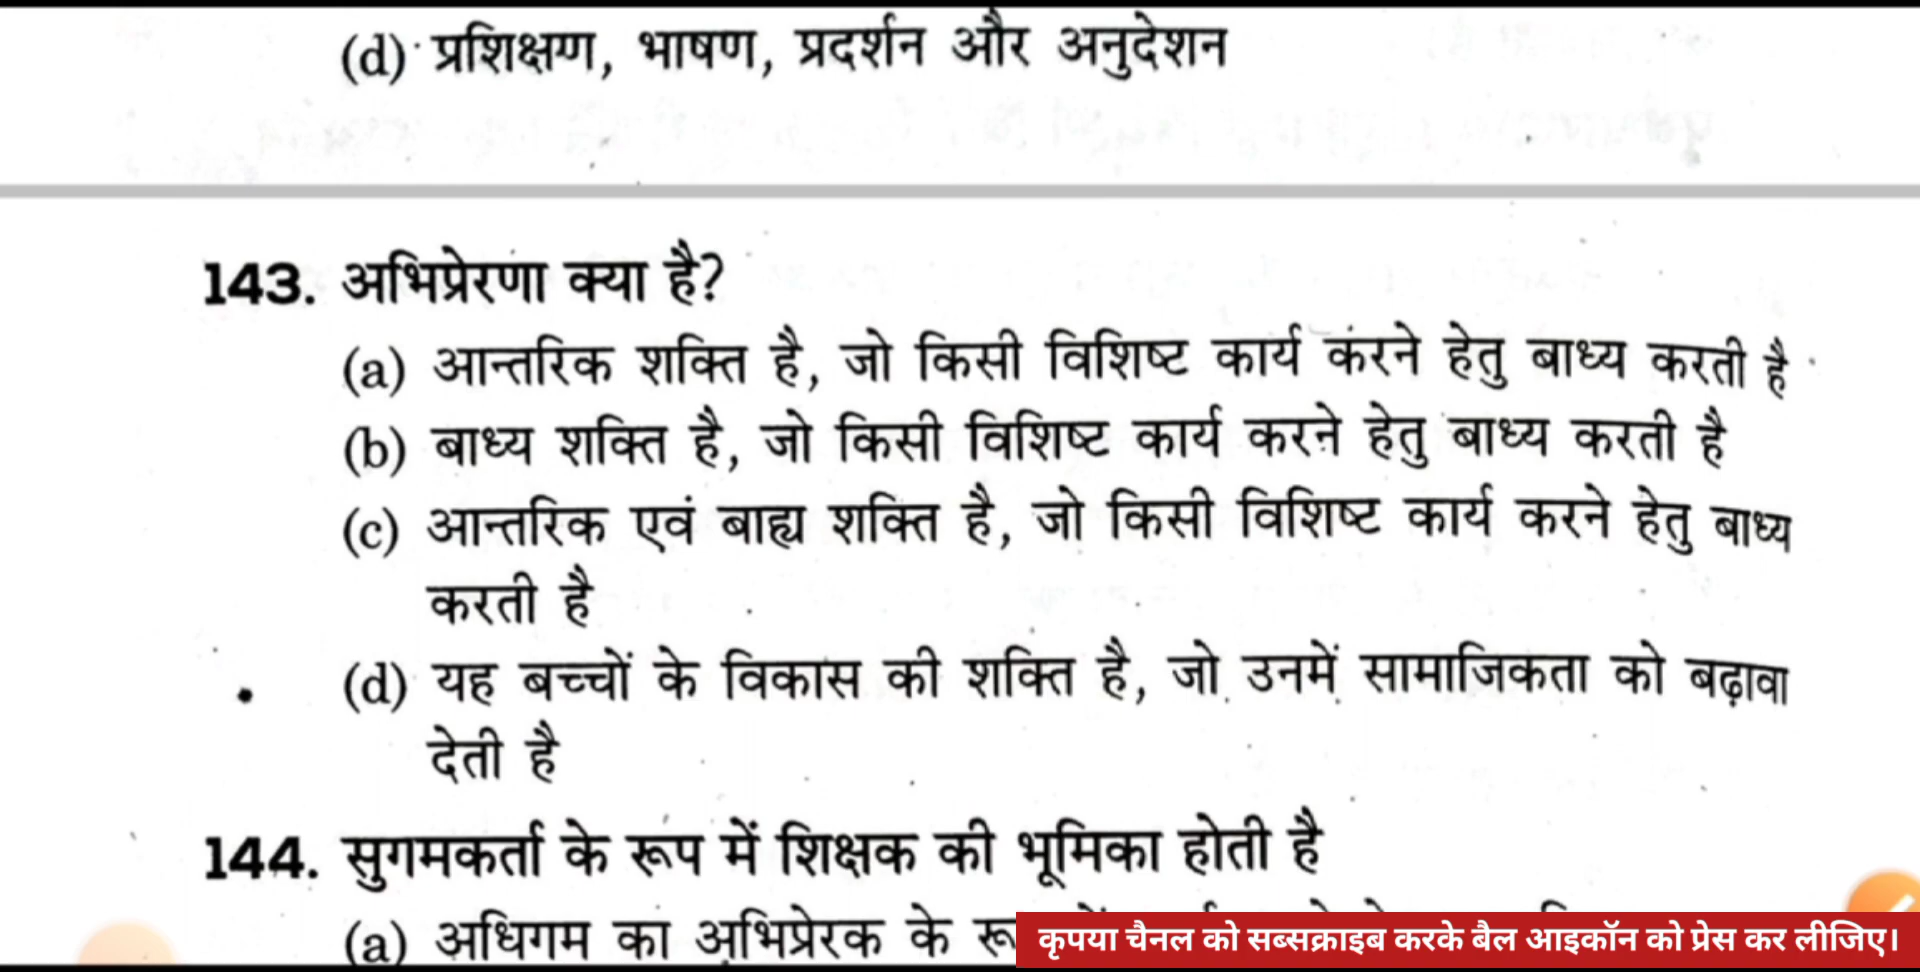 (d) प्रशिक्षण, भाषण, प्रदर्शन और अनुदेशन
143. अभिप्रेरणा क्या है?
(a) आन्तरिक शक्ति है, जो किसी विशिष्ट कार्य करने हेतु बाध्य करती है
(b) बाध्य शक्ति है, जो किसी विशिष्ट कार्य करने हेतु बाध्य करती है
(c) आन्तरिक एवं बाह्य शक्ति है, जो किसी विशिष्ट कार्य करने हेतु बाध्य
करती है
(d) यह बच्चों के विकास की शक्ति है, जो उनमें सामाजिकता को बढ़ावा
देती है
144. सुगमकर्ता के रूप में शिक्षक की भूमिका होती है
(a) अधिगम का अभिप्रेरक के
कृपया चैनल को सब्सक्राइब करके बैल आइकॉन को प्रेस कर लीजिए।